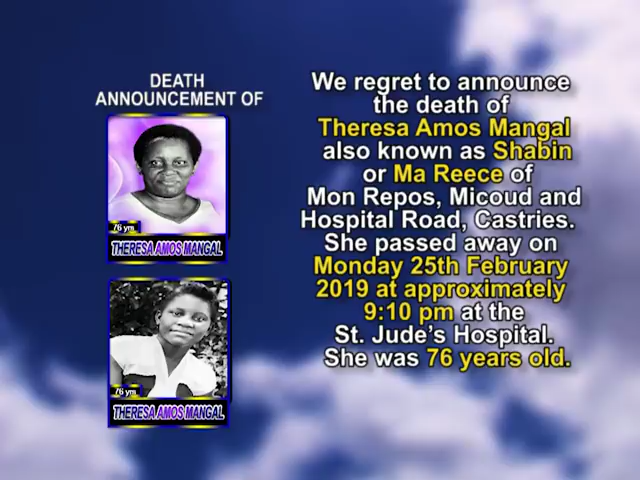 DEATH
ANNOUNCEMENT OF
76 yrs
THERESA AMOS MANGAL
76 yrs
THERESA AMOS MANGAL
We regret to announce
the death of
Theresa Amos Mangal
also known as Shabin
or Ma Reece of
Mon Repos, Micoud and
Hospital Road, Castries.
She passed away on
Monday 25th February
2019 at approximately
9:10 pm at the
St. Jude's Hospital.
She was 76 years old.